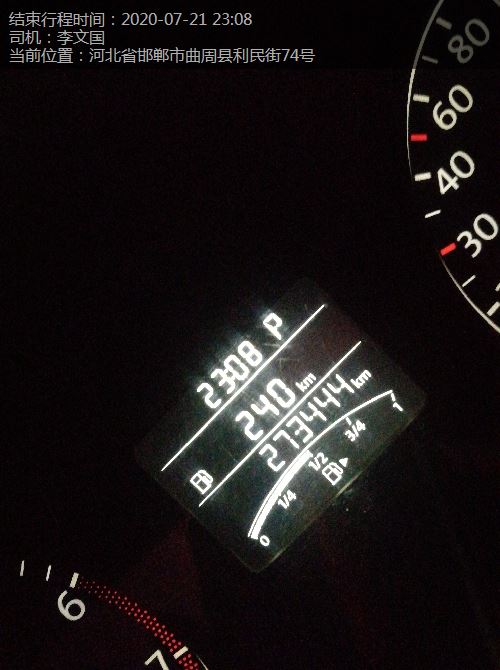 结束行程时间：2020-07-21 23:08
司机：李文国
当前位置：河北省邯郸市曲周县利民街74号
80
60
40
30
23:08 P
240 km
273444 km
0 1/4 1/2 3/4 1
6
7